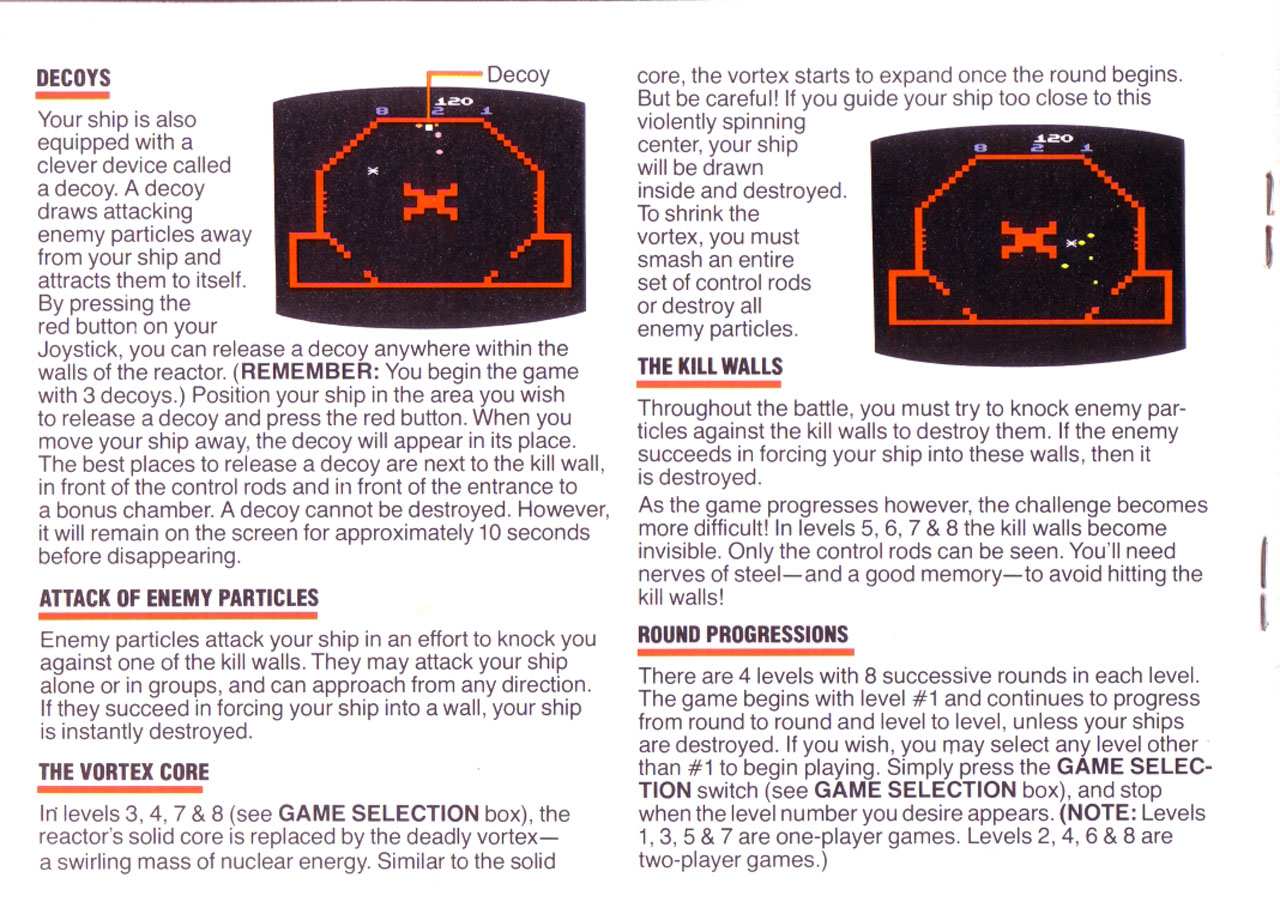 DECOYS
Decoy
Your ship is also
equipped with a
clever device called
a decoy. A decoy
draws attacking
enemy particles away
from your ship and
attracts them to itself.
By pressing the
red button on your
Joystick, you can release a decoy anywhere within the
walls of the reactor. (REMEMBER: You begin the game
with 3 decoys.) Position your ship in the area you wish
to release a decoy and press the red button. When you
move your ship away, the decoy will appear in its place.
The best places to release a decoy are next to the kill wall,
in front of the control rods and in front of the entrance to
a bonus chamber. A decoy cannot be destroyed. However,
it will remain on the screen for approximately 10 seconds
before disappearing.
120
8 2 1
ATTACK OF ENEMY PARTICLES
Enemy particles attack your ship in an effort to knock you
against one of the kill walls. They may attack your ship
alone or in groups, and can approach from any direction.
If they succeed in forcing your ship into a wall, your ship
is instantly destroyed.
THE VORTEX CORE
In levels 3, 4, 7 & 8 (see GAME SELECTION box), the
reactor's solid core is replaced by the deadly vortex—
a swirling mass of nuclear energy. Similar to the solid
core, the vortex starts to expand once the round begins.
But be careful! If you guide your ship too close to this
violently spinning
center, your ship
will be drawn
inside and destroyed.
To shrink the
vortex, you must
smash an entire
set of control rods
or destroy all
enemy particles.
120
8 2 1
THE KILL WALLS
Throughout the battle, you must try to knock enemy par-
ticles against the kill walls to destroy them. If the enemy
succeeds in forcing your ship into these walls, then it
is destroyed.
As the game progresses however, the challenge becomes
more difficult! In levels 5, 6, 7 & 8 the kill walls become
invisible. Only the control rods can be seen. You'll need
nerves of steel—and a good memory—to avoid hitting the
kill walls!
ROUND PROGRESSIONS
There are 4 levels with 8 successive rounds in each level.
The game begins with level #1 and continues to progress
from round to round and level to level, unless your ships
are destroyed. If you wish, you may select any level other
than #1 to begin playing. Simply press the GAME SELEC-
TION switch (see GAME SELECTION box), and stop
when the level number you desire appears. (NOTE: Levels
1, 3, 5 & 7 are one-player games. Levels 2, 4, 6 & 8 are
two-player games.)